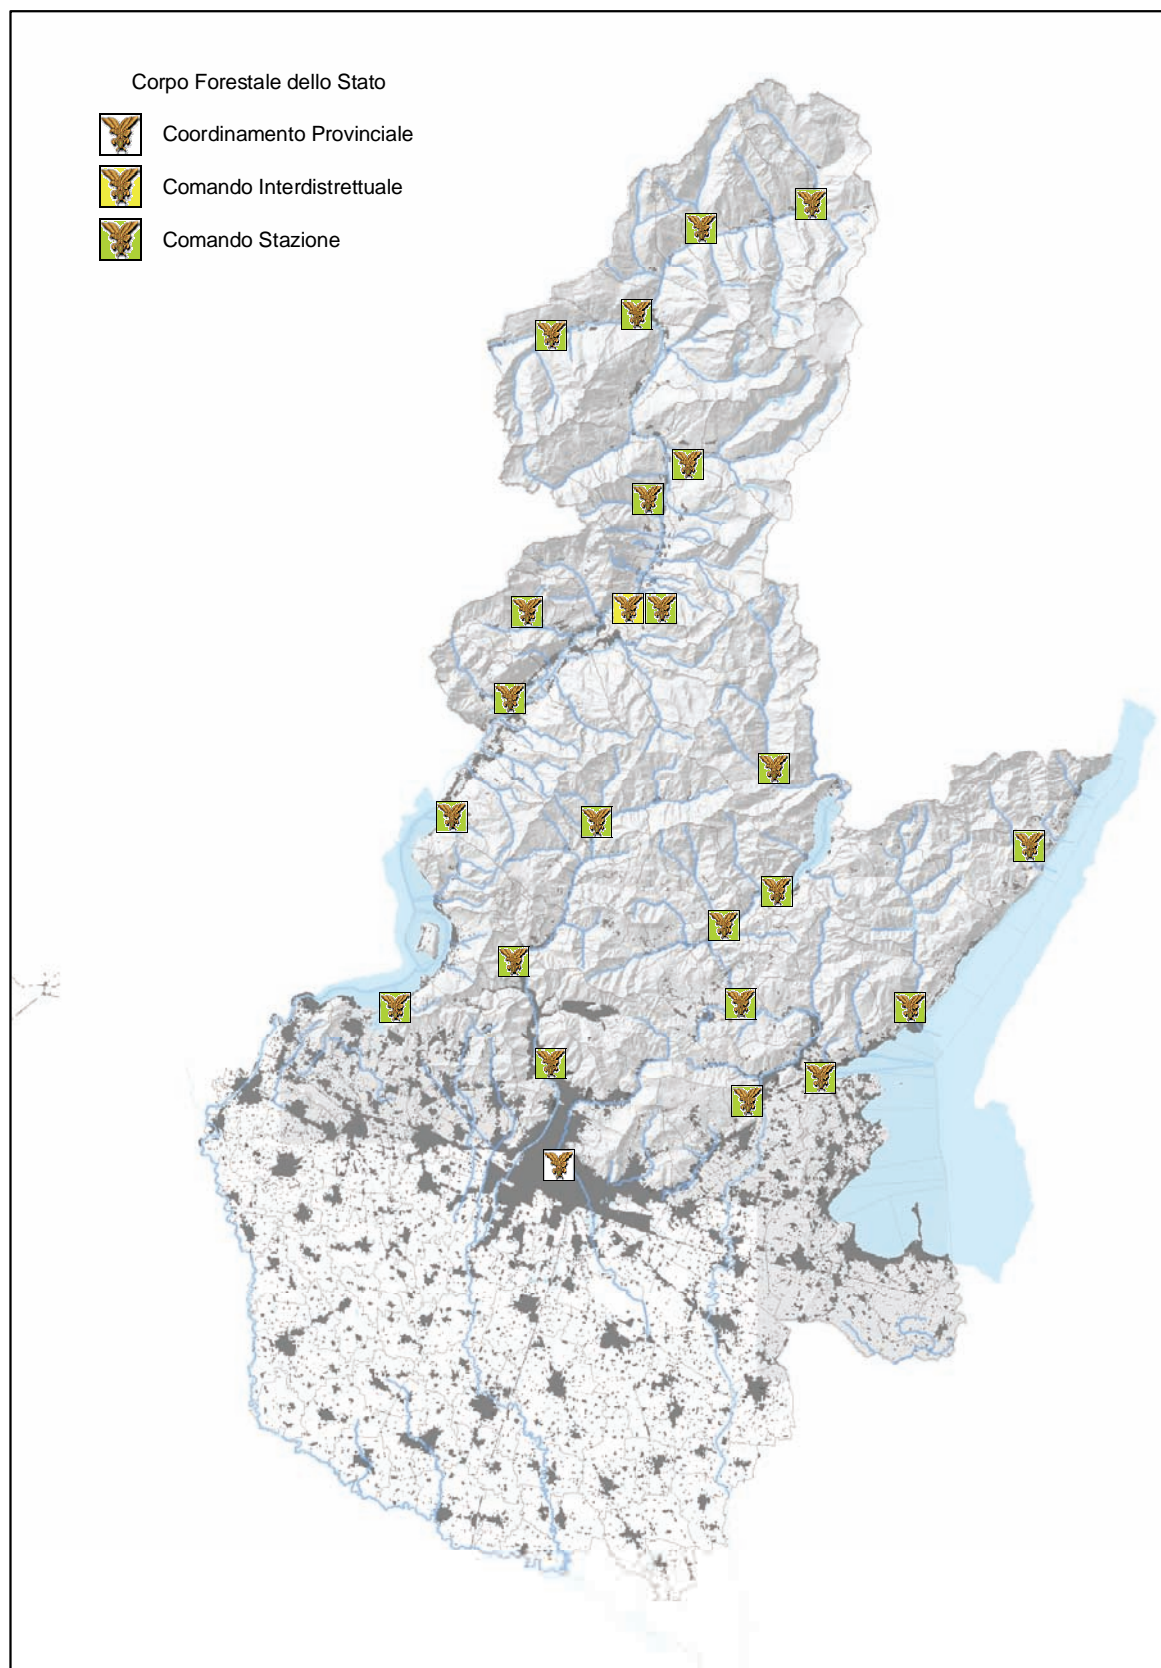 Corpo Forestale dello Stato
Coordinamento Provinciale
Comando Interdistrettuale
Comando Stazione